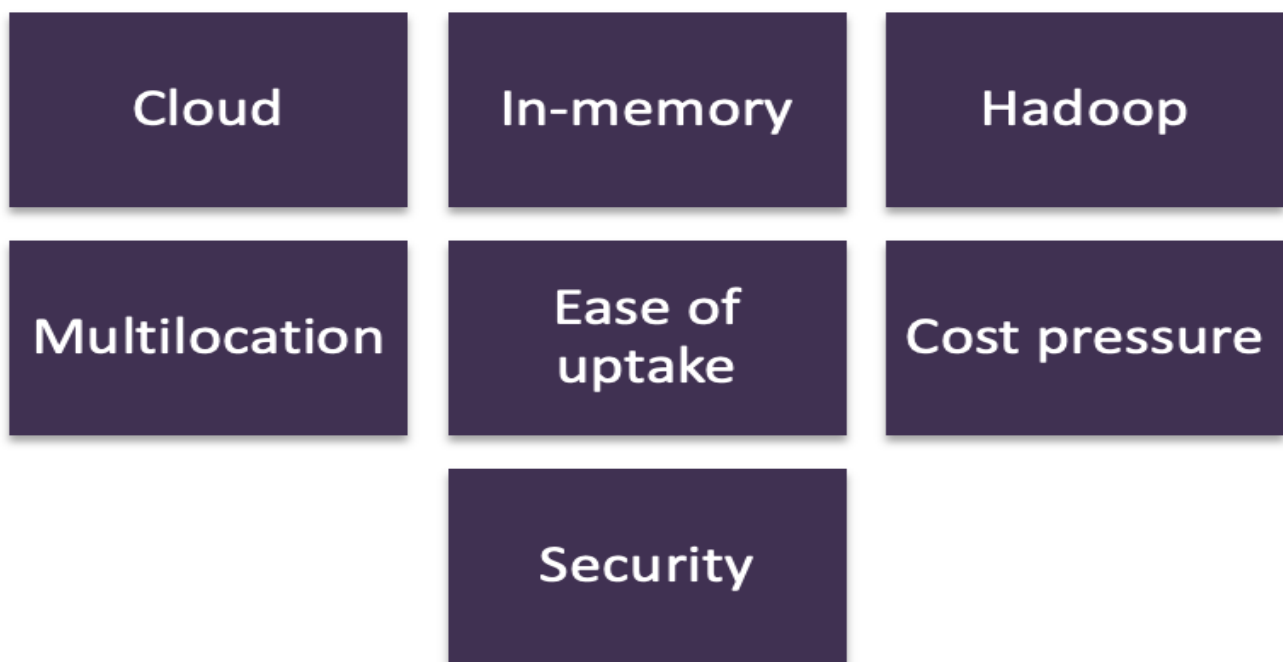 Cloud
In-memory
Hadoop
Multilocation
Ease of
uptake
Cost pressure
Security